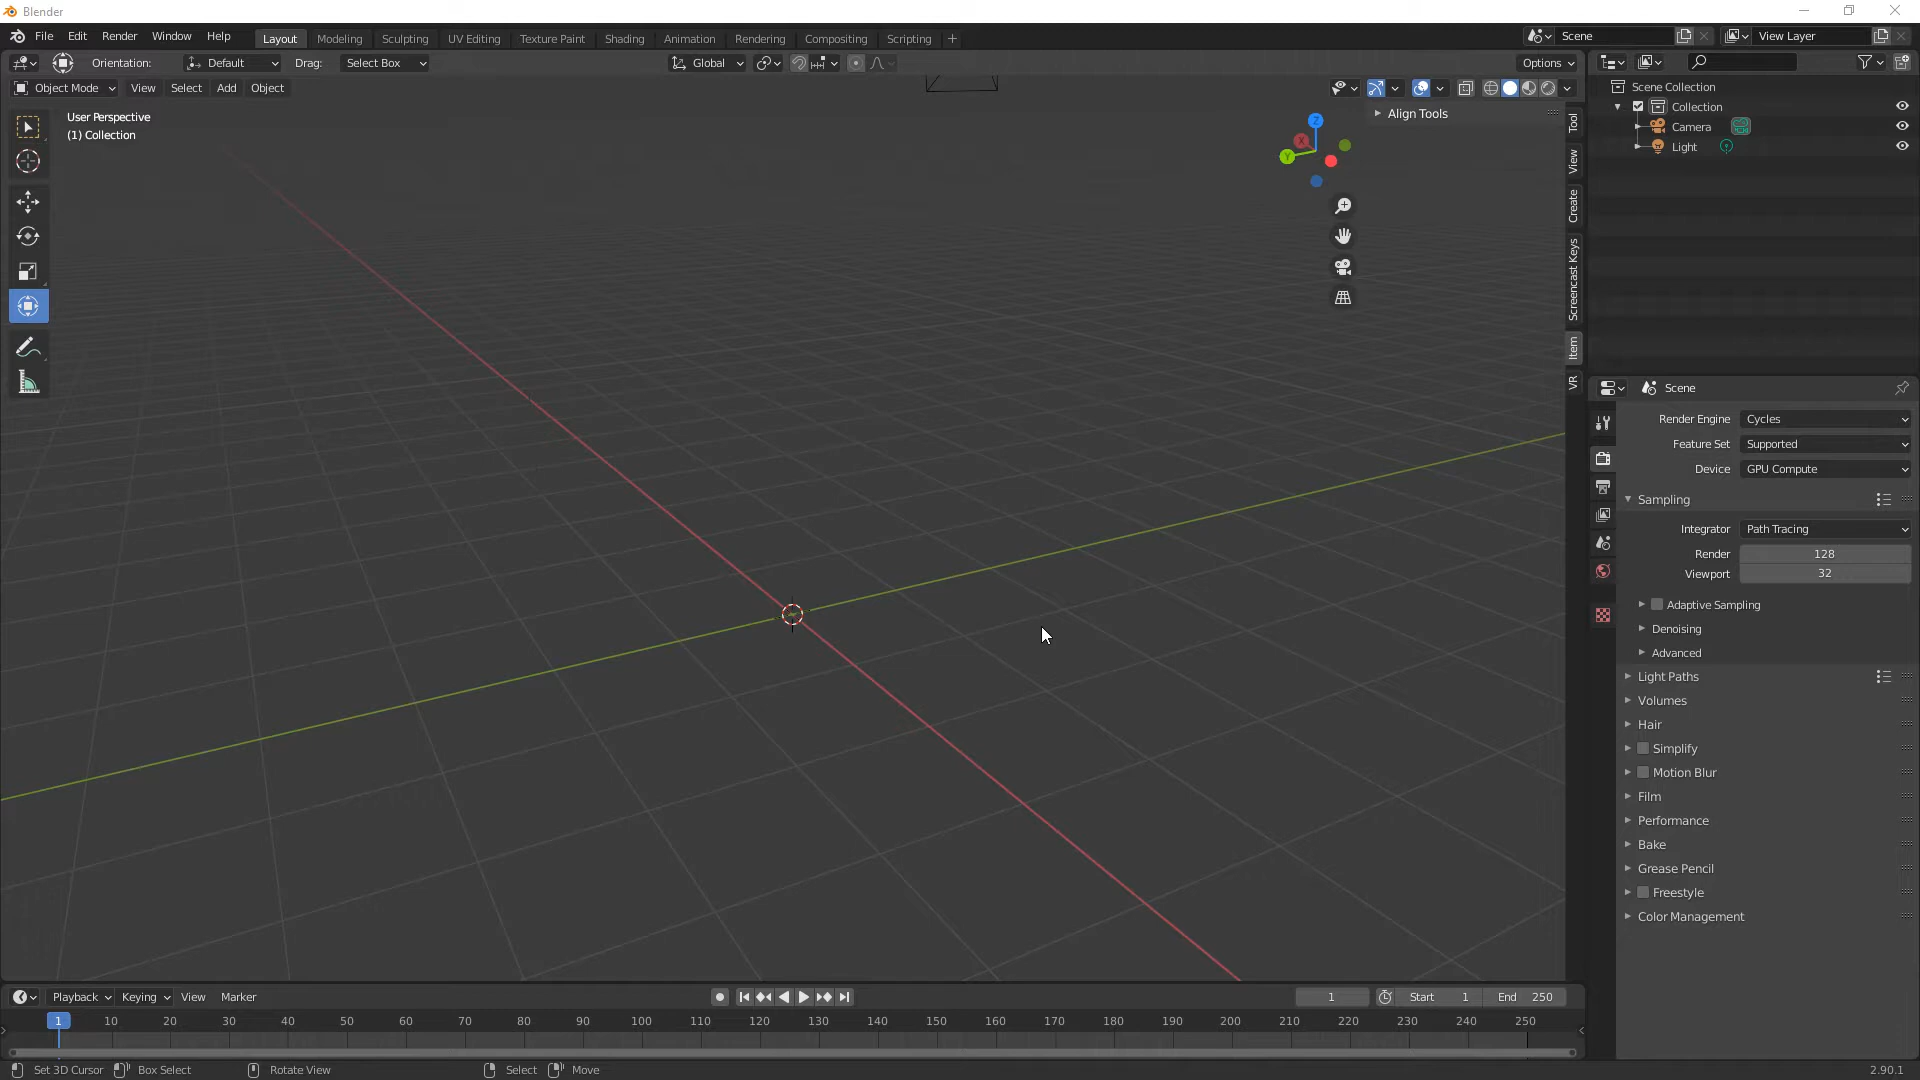 Blender
File Edit Render Window Help Layout Modeling Sculpting UV Editing Texture Paint Shading Animation Rendering Compositing Scripting + Scene View Layer
Orientation: Default Drag: Select Box Global Options
Object Mode View Select Add Object
User Perspective
(1) Collection
Align Tools
Z
X
Y
Tool
View
Create
Screencast Keys
Item
VR
Scene Collection
Collection
Camera
Light
Scene
Render Engine Cycles
Feature Set Supported
Device GPU Compute
Sampling
Integrator Path Tracing
Render 128
Viewport 32
Adaptive Sampling
Denoising
Advanced
Light Paths
Volumes
Hair
Simplify
Motion Blur
Film
Performance
Bake
Grease Pencil
Freestyle
Color Management
Playback Keying View Marker 1 Start 1 End 250
1 10 20 30 40 50 60 70 80 90 100 110 120 130 140 150 160 170 180 190 200 210 220 230 240 250
Set 3D Cursor Box Select Rotate View Select Move 2.90.1